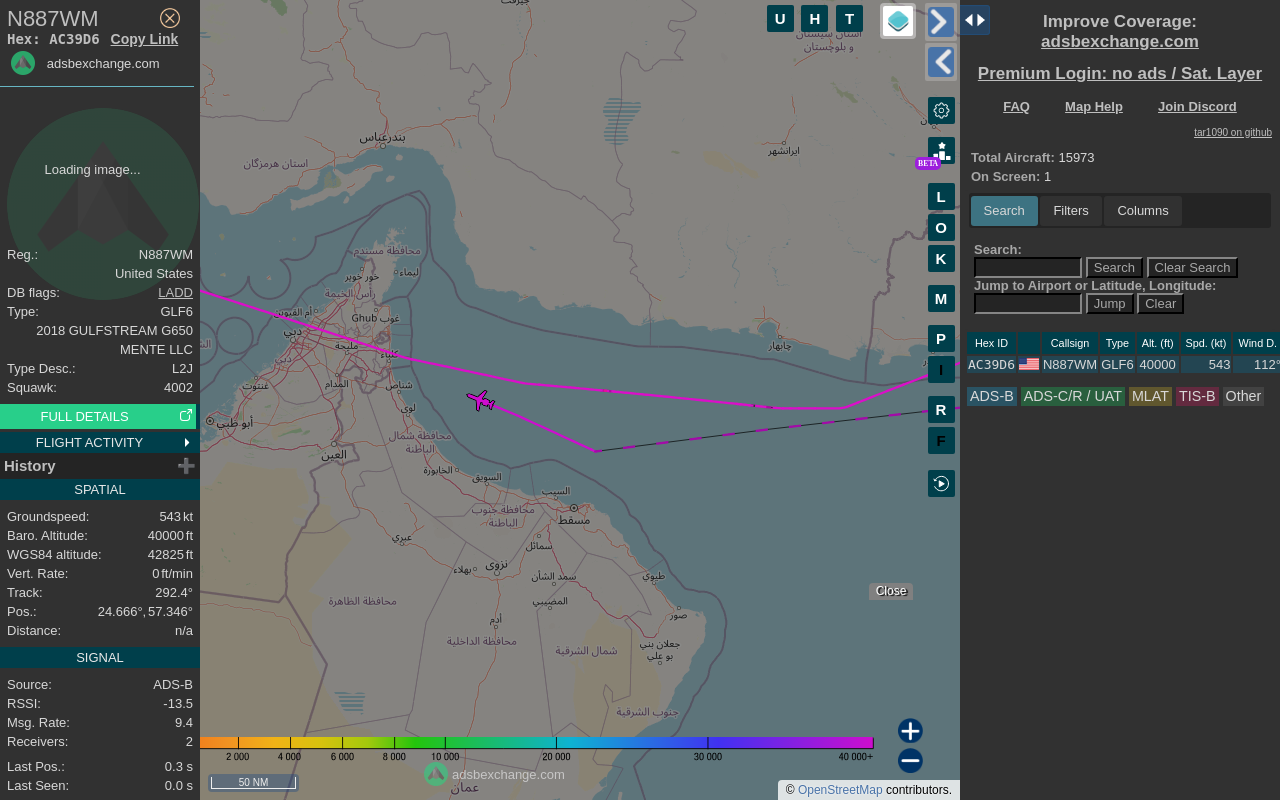 N887WM
Hex: AC39D6 Copy Link
adsbexchange.com
Loading image...
Reg.: N887WM
United States
DB flags: LADD
Type: GLF6
2018 GULFSTREAM G650
MENTE LLC
Type Desc.: L2J
Squawk: 4002
FULL DETAILS
FLIGHT ACTIVITY
History
SPATIAL
Groundspeed: 543 kt
Baro. Altitude: 40000 ft
WGS84 altitude: 42825 ft
Vert. Rate: 0 ft/min
Track: 292.4°
Pos.: 24.666°, 57.346°
Distance: n/a
SIGNAL
Source: ADS-B
RSSI: -13.5
Msg. Rate: 9.4
Receivers: 2
Last Pos.: 0.3 s
Last Seen: 0.0 s
جیرفت
استان سیستان
و بلوچستان
بندرعباس
استان هرمزگان
ایرانشهر
محافظة مسندم
خور خوير
ليماء
رأس الخيمة
أم القيوين
Ghub غوب
دبي
مليحة
كلباء
دبي
غنتوت
المدام
شناص
أبو ظبي
لوى
محافظة شمال
الباطنة
العين
الخابورة
السويق
السيب
محافظة جنوب
الباطنة
مسقط
عبري
سمائل
نزوى
بهلاء
سمد الشأن
طيوي
محافظة الظاهرة
المضيبي
صور
أدم
محافظة الداخلية
جعلان بني
بو علي
شمال الشرقية
جنوب الشرقية
چابهار
عمان
U H T
BETA
L
O
K
M
P
I
R
F
Close
2 000 4 000 6 000 8 000 10 000 20 000 30 000 40 000+
50 NM
adsbexchange.com
© OpenStreetMap contributors.
Improve Coverage:
adsbexchange.com
Premium Login: no ads / Sat. Layer
FAQ Map Help Join Discord
tar1090 on github
Total Aircraft: 15973
On Screen: 1
Search Filters Columns
Search:
Search Clear Search
Jump to Airport or Latitude, Longitude:
Jump Clear
Hex ID Callsign Type Alt. (ft) Spd. (kt) Wind D.
AC39D6 N887WM GLF6 40000 543 112°
ADS-B ADS-C/R / UAT MLAT TIS-B Other